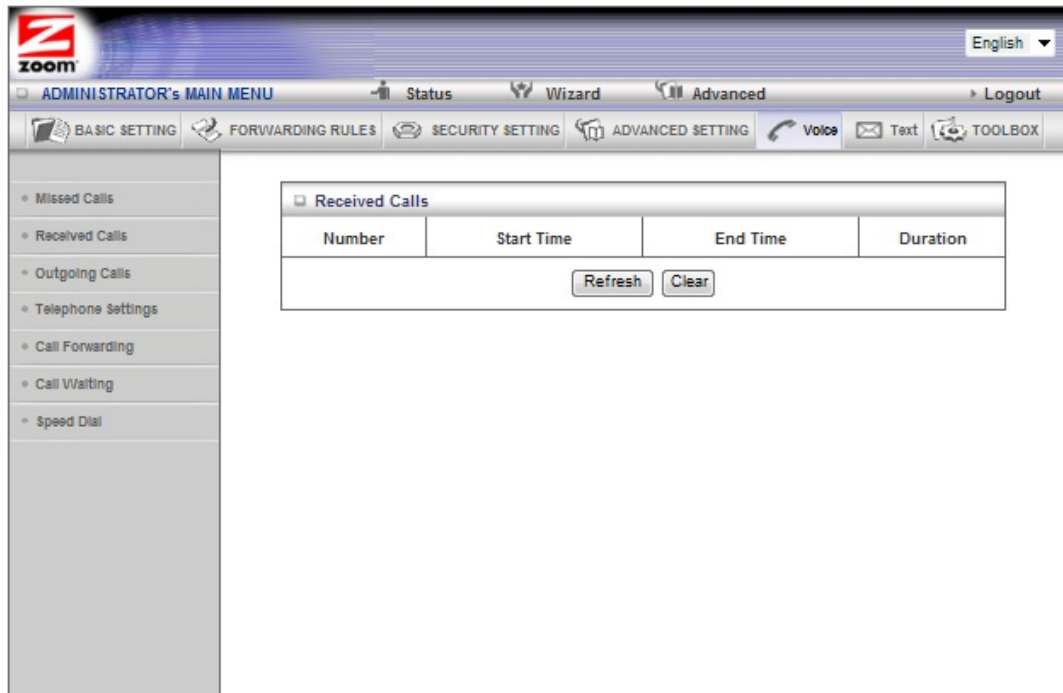 zoom
English
ADMINISTRATOR's MAIN MENU Status Wizard Advanced Logout
BASIC SETTING FORWARDING RULES SECURITY SETTING ADVANCED SETTING Voice Text TOOLBOX
Missed Calls
Received Calls
Outgoing Calls
Telephone Settings
Call Forwarding
Call Waiting
Speed Dial
Received Calls
Number Start Time End Time Duration
Refresh Clear